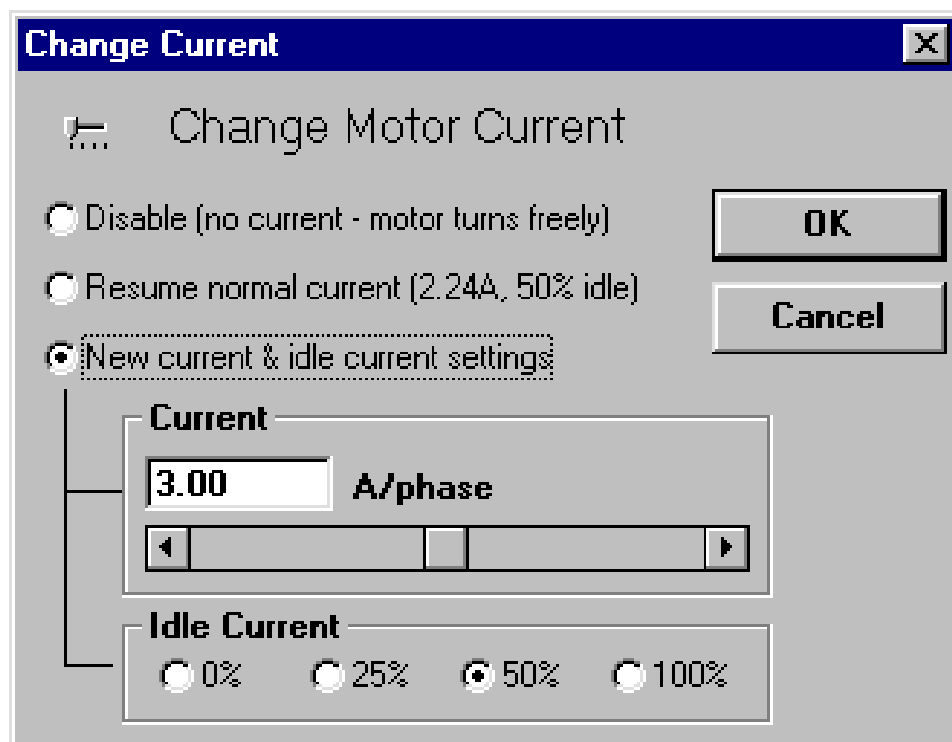 Change Current
Change Motor Current
Disable (no current - motor turns freely)
OK
Resume normal current (2.24A, 50% idle)
Cancel
New current & idle current settings
Current
3.00 A/phase
Idle Current
0% 25% 50% 100%